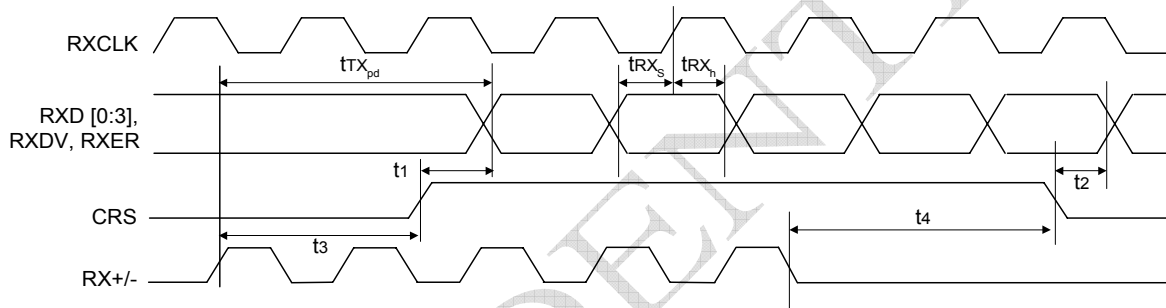 RXCLK
tTXpd
tRXS
tRXh
RXD [0:3],
RXDV, RXER
t1
t2
CRS
t3
t4
RX+/-